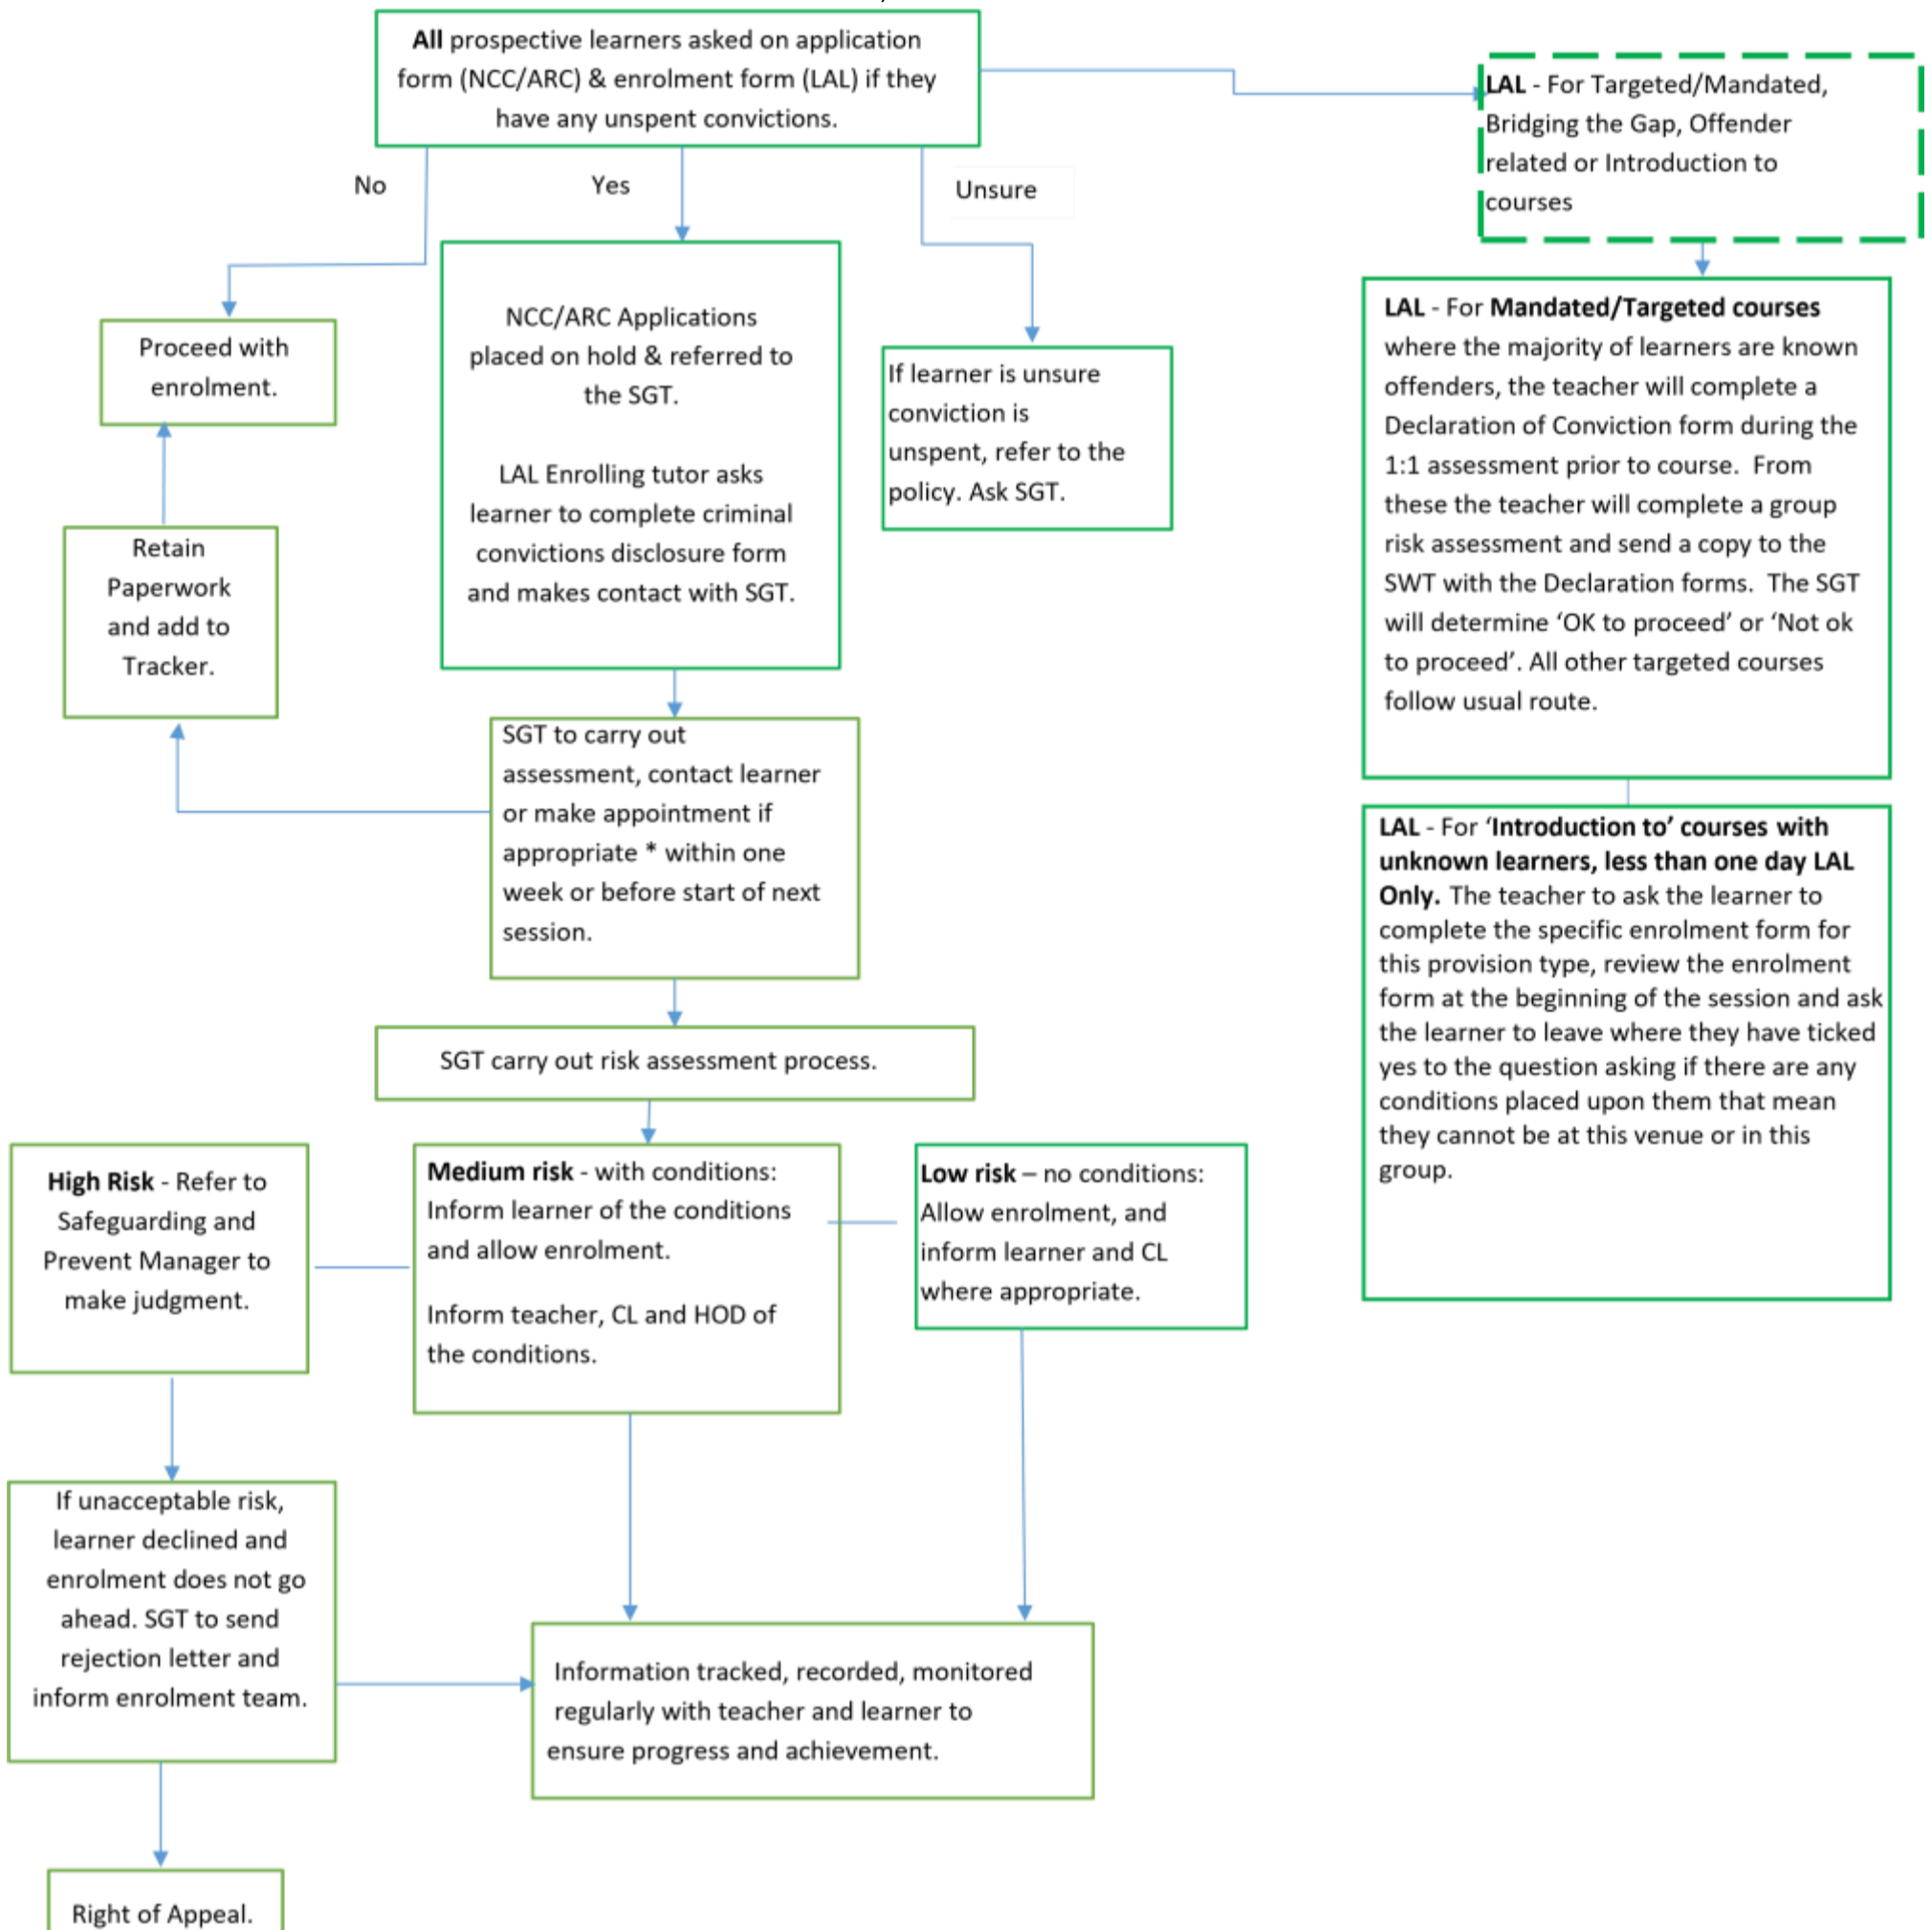 All prospective learners asked on application
form (NCC/ARC) & enrolment form (LAL) if they
have any unspent convictions.
LAL - For Targeted/Mandated,
Bridging the Gap, Offender
related or Introduction to
courses
No
Yes
Unsure
NCC/ARC Applications
placed on hold & referred to
the SGT.
LAL Enrolling tutor asks
learner to complete criminal
convictions disclosure form
and makes contact with SGT.
Proceed with
enrolment.
If learner is unsure
conviction is
unspent, refer to the
policy. Ask SGT.
LAL - For Mandated/Targeted courses
where the majority of learners are known
offenders, the teacher will complete a
Declaration of Conviction form during the
1:1 assessment prior to course. From
these the teacher will complete a group
risk assessment and send a copy to the
SWT with the Declaration forms. The SGT
will determine ‘OK to proceed’ or ‘Not ok
to proceed’. All other targeted courses
follow usual route.
Retain
Paperwork
and add to
Tracker.
SGT to carry out
assessment, contact learner
or make appointment if
appropriate * within one
week or before start of next
session.
LAL - For ‘Introduction to’ courses with
unknown learners, less than one day LAL
Only. The teacher to ask the learner to
complete the specific enrolment form for
this provision type, review the enrolment
form at the beginning of the session and ask
the learner to leave where they have ticked
yes to the question asking if there are any
conditions placed upon them that mean
they cannot be at this venue or in this
group.
SGT carry out risk assessment process.
High Risk - Refer to
Safeguarding and
Prevent Manager to
make judgment.
Medium risk - with conditions:
Inform learner of the conditions
and allow enrolment.
Inform teacher, CL and HOD of
the conditions.
Low risk – no conditions:
Allow enrolment, and
inform learner and CL
where appropriate.
If unacceptable risk,
learner declined and
enrolment does not go
ahead. SGT to send
rejection letter and
inform enrolment team.
Information tracked, recorded, monitored
regularly with teacher and learner to
ensure progress and achievement.
Right of Appeal.